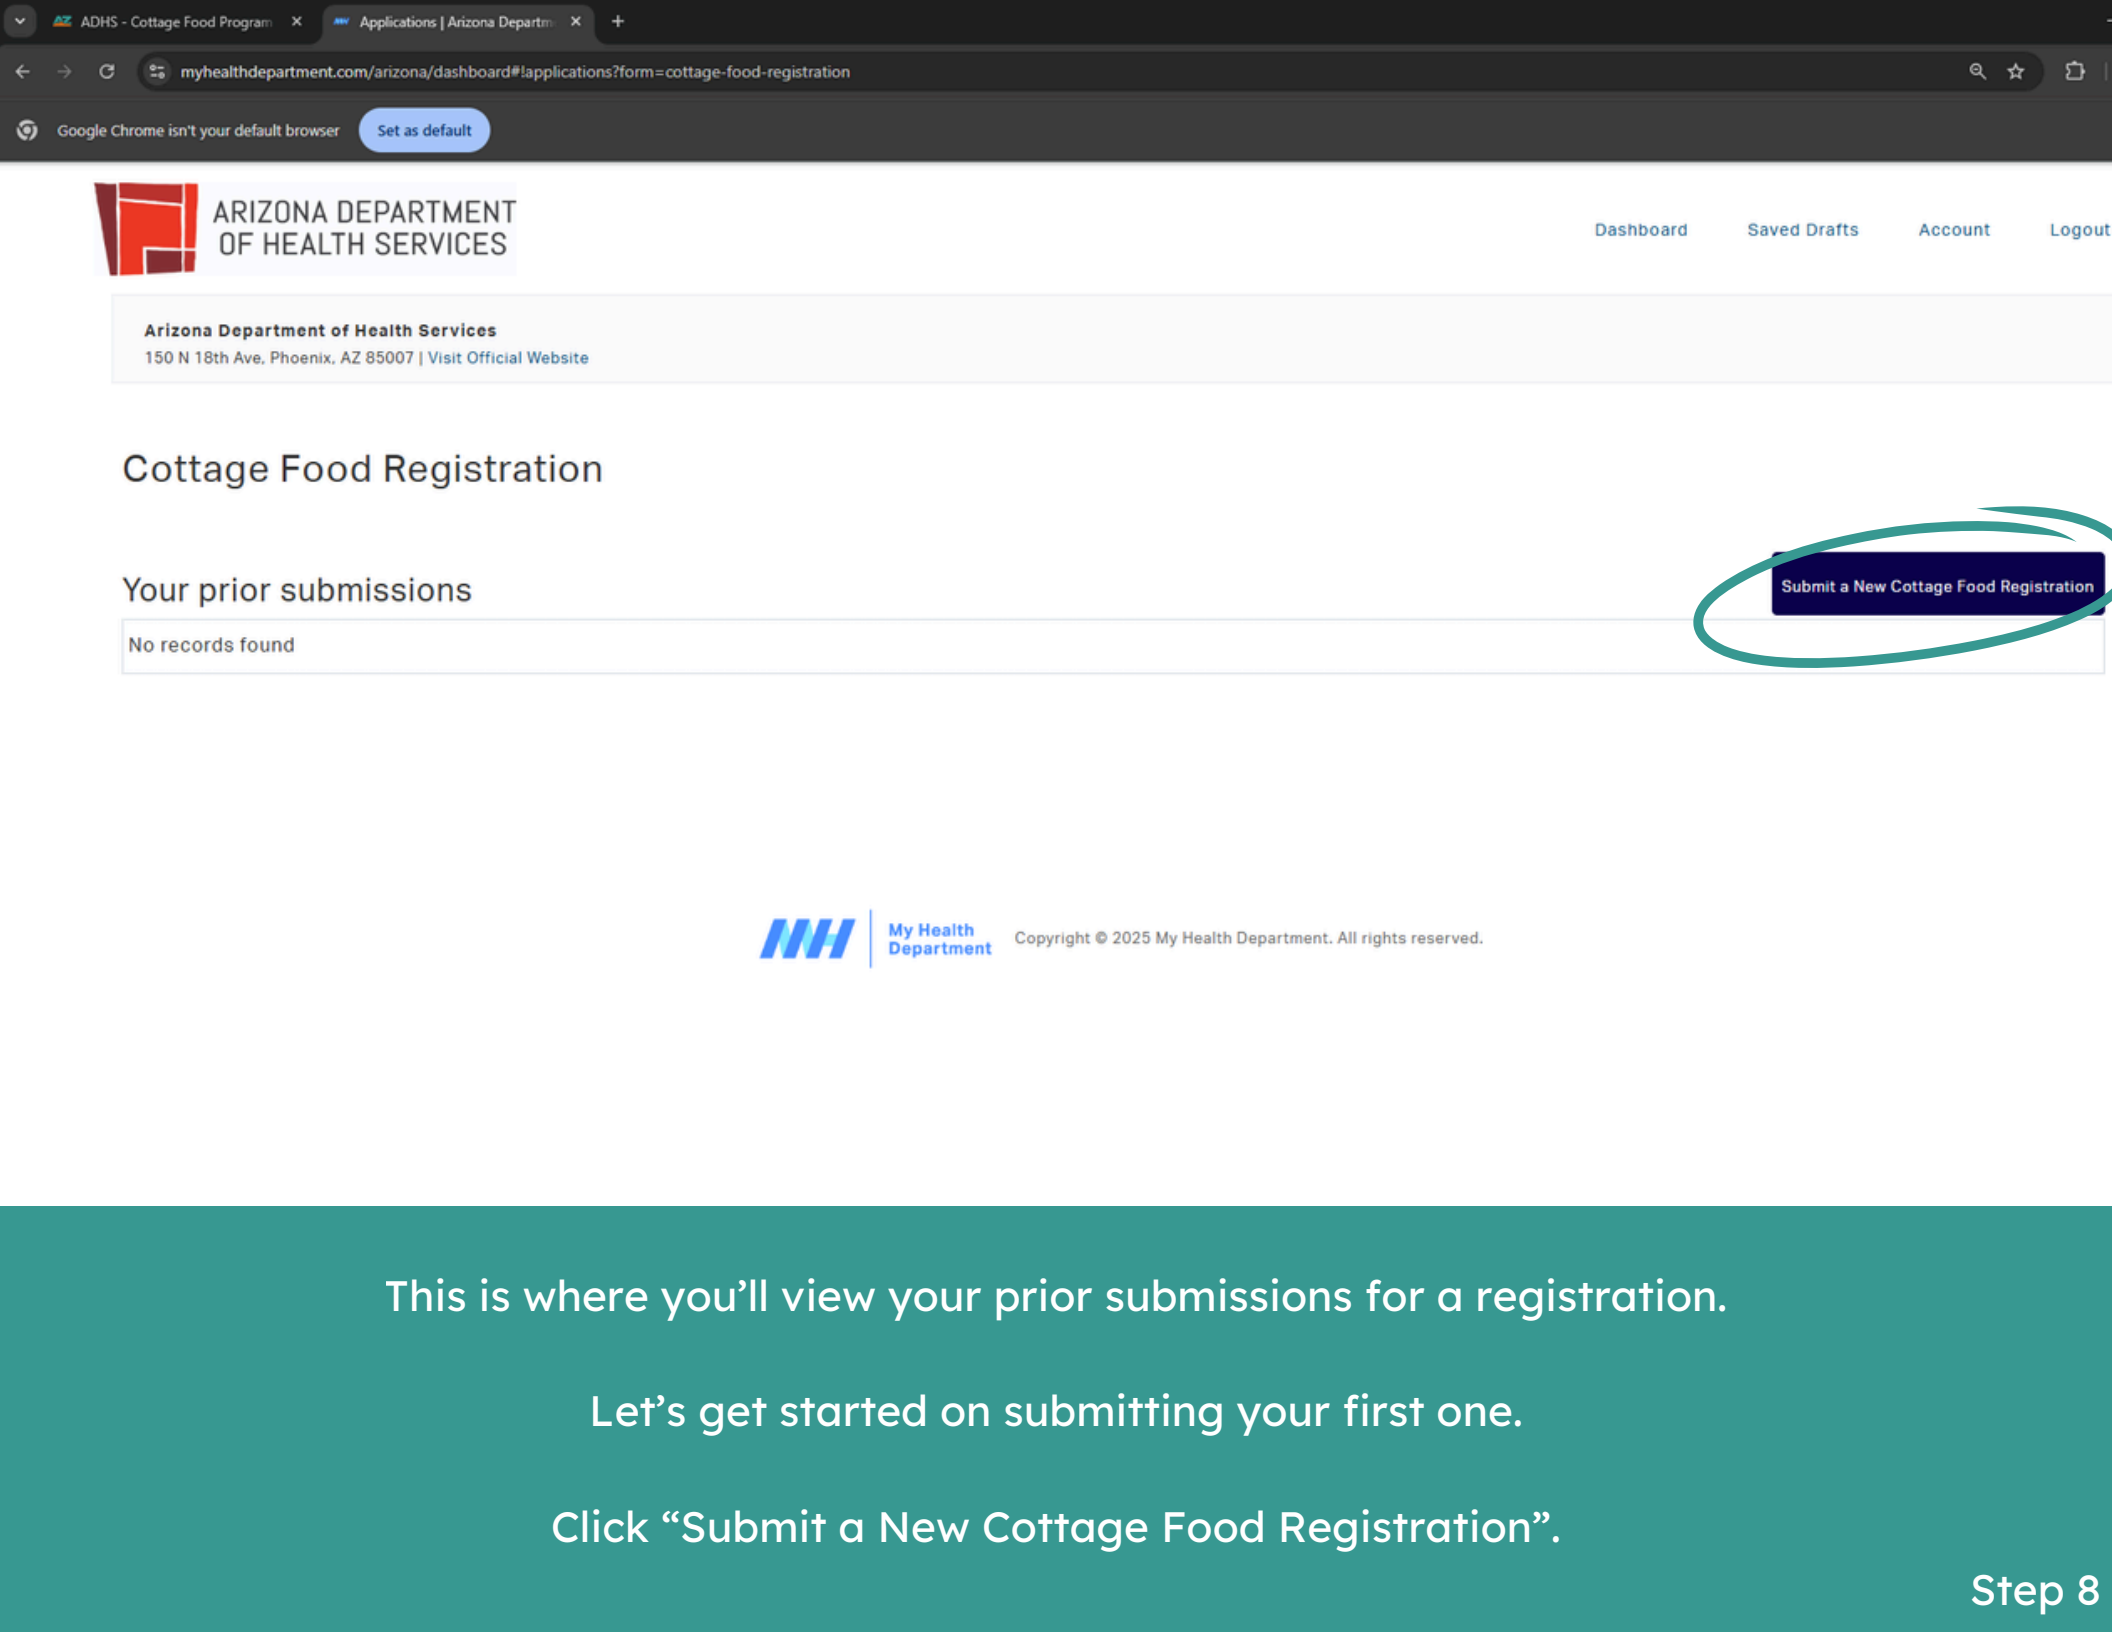 ADHS - Cottage Food Program
Applications | Arizona Departm
myhealthdepartment.com/arizona/dashboard#!applications?form=cottage-food-registration
Google Chrome isn't your default browser
Set as default
ARIZONA DEPARTMENT
OF HEALTH SERVICES
Dashboard Saved Drafts Account Logout
Arizona Department of Health Services
150 N 18th Ave, Phoenix, AZ 85007 | Visit Official Website
Cottage Food Registration
Your prior submissions
Submit a New Cottage Food Registration
No records found
My Health
Department
Copyright © 2025 My Health Department. All rights reserved.
This is where you’ll view your prior submissions for a registration.
Let’s get started on submitting your first one.
Click “Submit a New Cottage Food Registration”.
Step 8